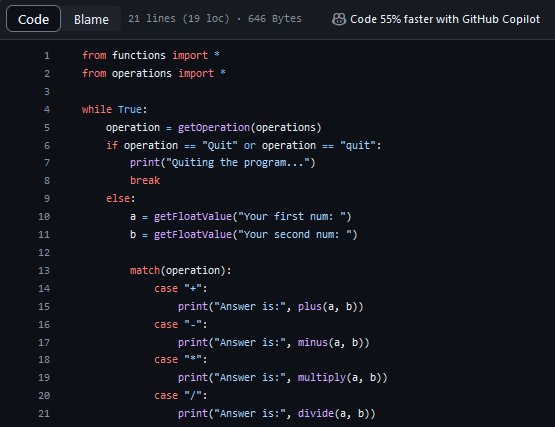 Code Blame 21 lines (19 loc) · 646 Bytes Code 55% faster with GitHub Copilot
1 from functions import *
2 from operations import *
3
4 while True:
5 operation = getOperation(operations)
6 if operation == "Quit" or operation == "quit":
7 print("Quiting the program...")
8 break
9 else:
10 a = getFloatValue("Your first num: ")
11 b = getFloatValue("Your second num: ")
12
13 match(operation):
14 case "+":
15 print("Answer is:", plus(a, b))
16 case "-":
17 print("Answer is:", minus(a, b))
18 case "*":
19 print("Answer is:", multiply(a, b))
20 case "/":
21 print("Answer is:", divide(a, b))